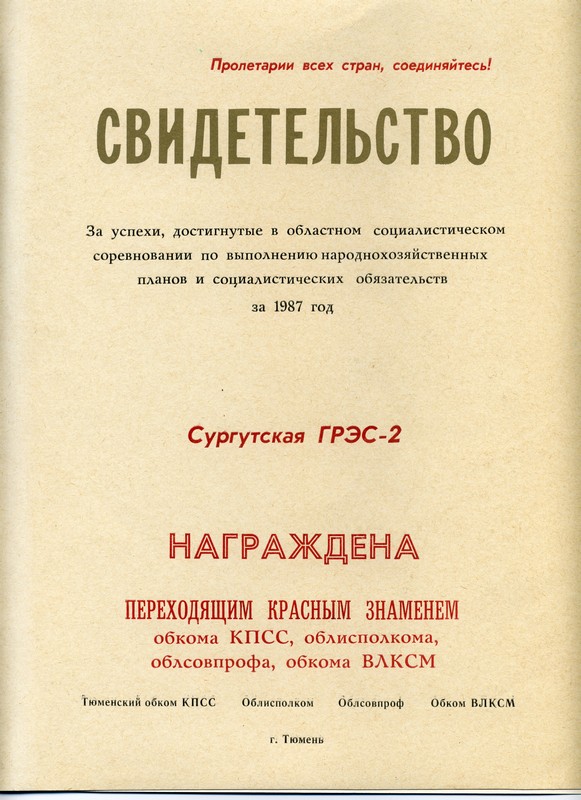 Пролетарии всех стран, соединяйтесь!
СВИДЕТЕЛЬСТВО
За успехи, достигнутые в областном социалистическом
соревновании по выполнению народнохозяйственных
планов и социалистических обязательств
за 1987 год
Сургутская ГРЭС-2
НАГРАЖДЕНА
ПЕРЕХОДЯЩИМ КРАСНЫМ ЗНАМЕНЕМ
обкома КПСС, облисполкома,
облсовпрофа, обкома ВЛКСМ
Тюменский обком КПСС Облисполком Облсовпроф Обком ВЛКСМ
г. Тюмень